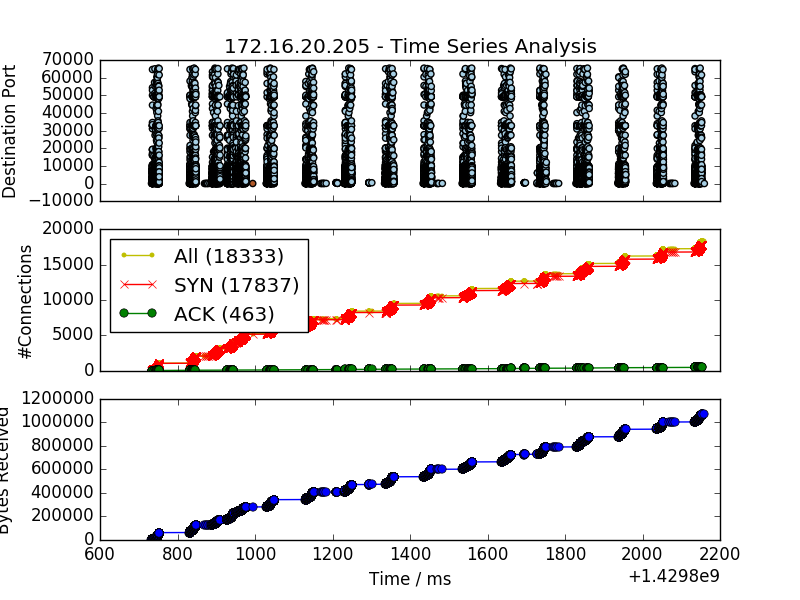 172.16.20.205 - Time Series Analysis
Destination Port
70000
60000
50000
40000
30000
20000
10000
0
−10000
#Connections
20000
15000
10000
5000
0
All (18333)
SYN (17837)
ACK (463)
Bytes Received
1200000
1000000
800000
600000
400000
200000
0
600 800 1000 1200 1400 1600 1800 2000 2200
Time / ms
+1.4298e9